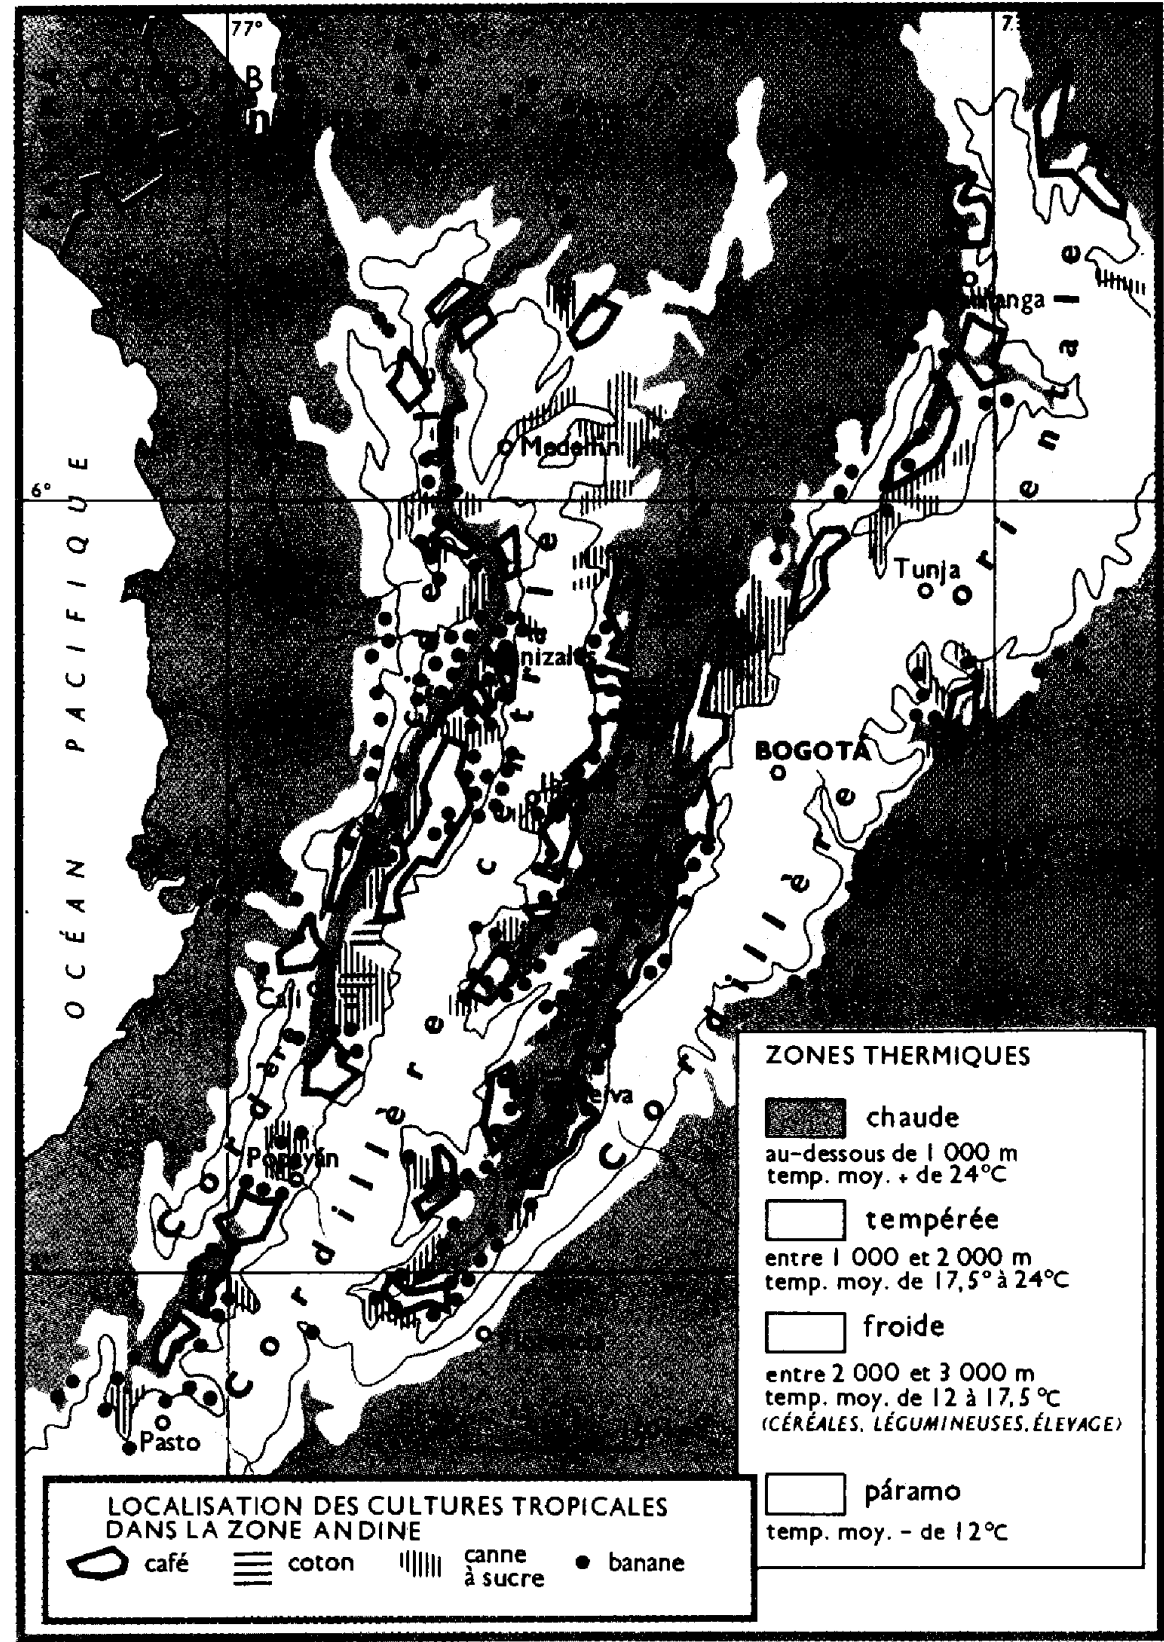 77°
Medellín
6°
OCÉAN PACIFIQUE
Tunja
BOGOTA
Cali
Popayán
Pasto
Cordillère Centrale
Cordillère Orientale
ZONES THERMIQUES
chaude
au-dessous de 1 000 m
temp. moy. + de 24°C
tempérée
entre 1 000 et 2 000 m
temp. moy. de 17,5° à 24°C
froide
entre 2 000 et 3 000 m
temp. moy. de 12 à 17,5°C
(CÉRÉALES, LÉGUMINEUSES, ÉLEVAGE)
páramo
temp. moy. - de 12°C
LOCALISATION DES CULTURES TROPICALES
DANS LA ZONE ANDINE
café
coton
canne
à sucre
banane